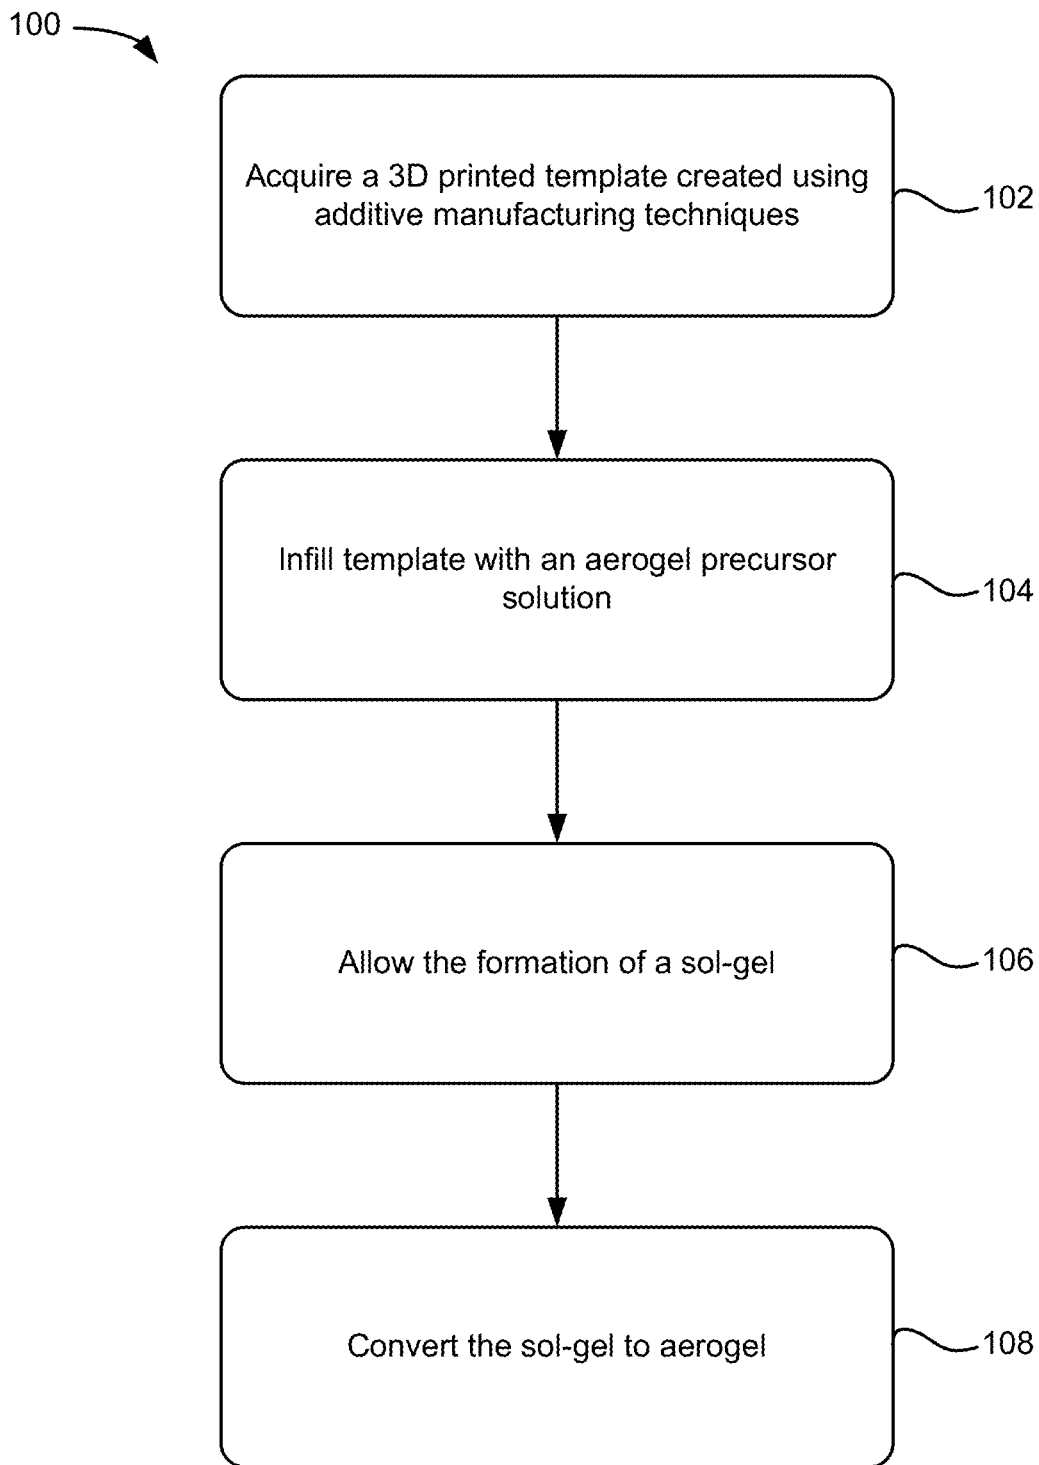 100
Acquire a 3D printed template created using
additive manufacturing techniques
102
Infill template with an aerogel precursor
solution
104
Allow the formation of a sol-gel
106
Convert the sol-gel to aerogel
108